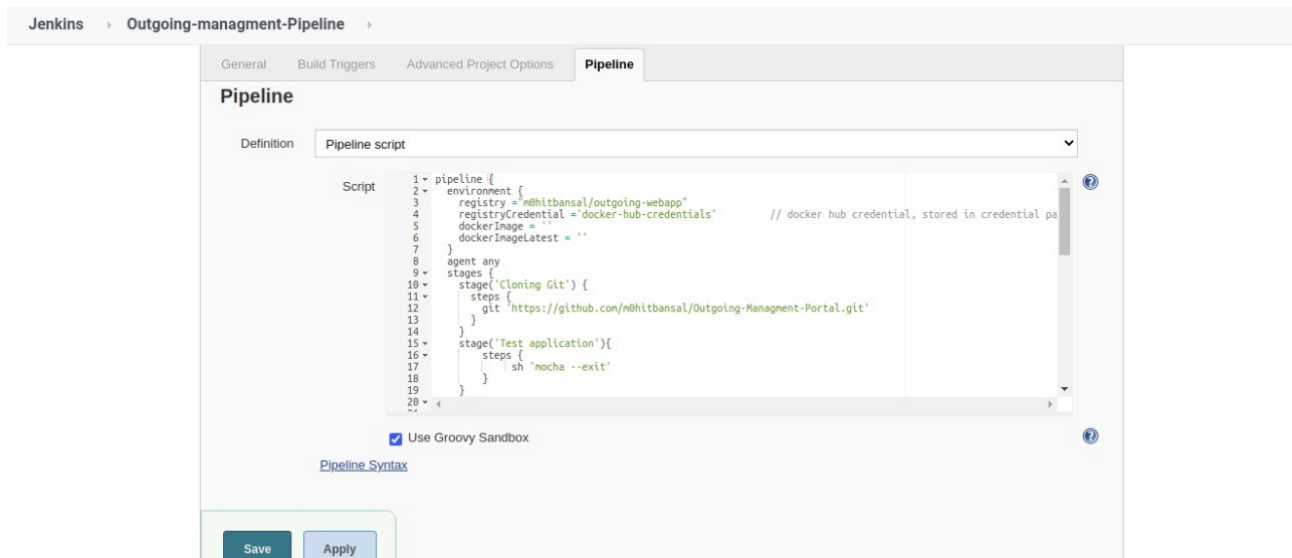 Jenkins › Outgoing-managment-Pipeline ›
General Build Triggers Advanced Project Options Pipeline
Pipeline
Definition Pipeline script
Script
1 pipeline {
2 environment {
3 registry ="m0hitbansal/outgoing-webapp"
4 registryCredential ='docker-hub-credentials' // docker hub credential, stored in credential pa
5 dockerImage = ''
6 dockerImageLatest = ''
7 }
8 agent any
9 stages {
10 stage('Cloning Git') {
11 steps {
12 git 'https://github.com/m0hitbansal/Outgoing-Managment-Portal.git'
13 }
14 }
15 stage('Test application'){
16 steps {
17 sh 'mocha --exit'
18 }
19 }
20
Use Groovy Sandbox
Pipeline Syntax
Save Apply